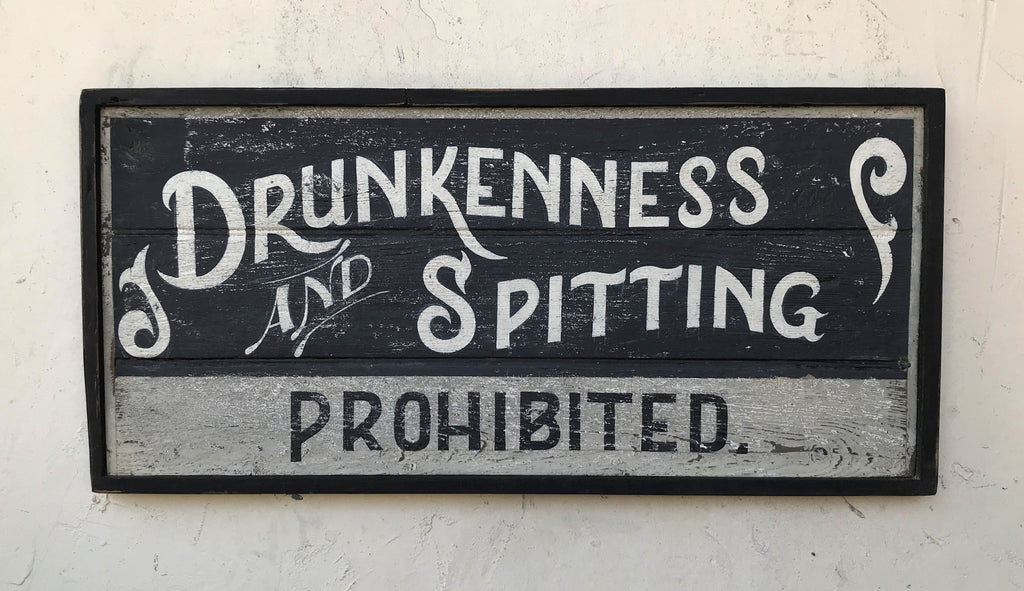 DRUNKENNESS
AND SPITTING
PROHIBITED.